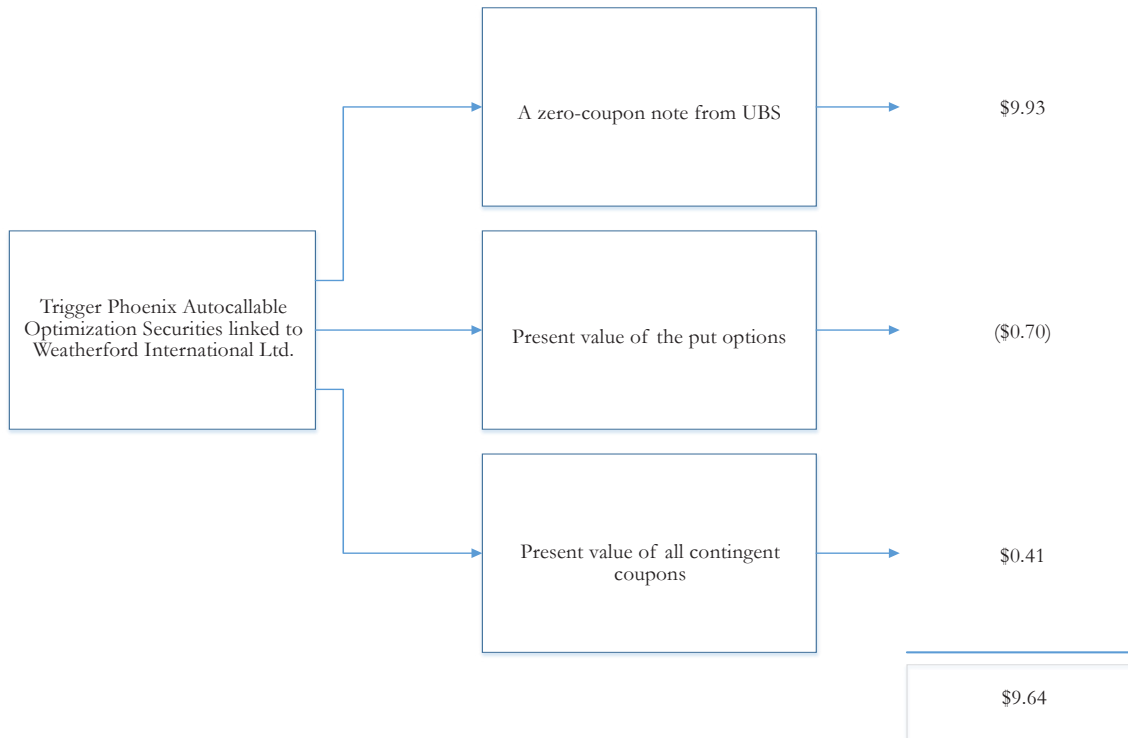 A zero-coupon note from UBS
$9.93
Trigger Phoenix Autocallable
Optimization Securities linked to
Weatherford International Ltd.
Present value of the put options
($0.70)
Present value of all contingent
coupons
$0.41
$9.64